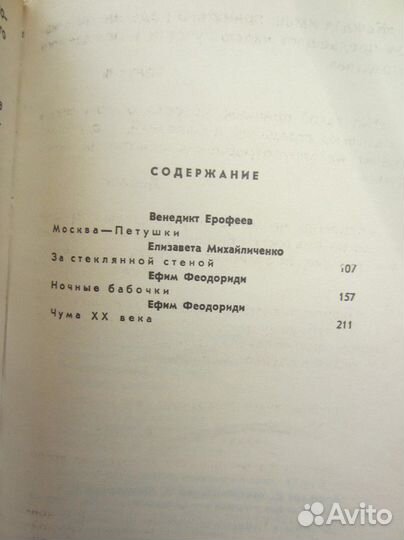 СОДЕРЖАНИЕ
Венедикт Ерофеев
Москва—Петушки
Елизавета Михайличенко
За стеклянной стеной 107
Ефим Феодориди
Ночные бабочки 157
Ефим Феодориди
Чума XX века 211
Avito